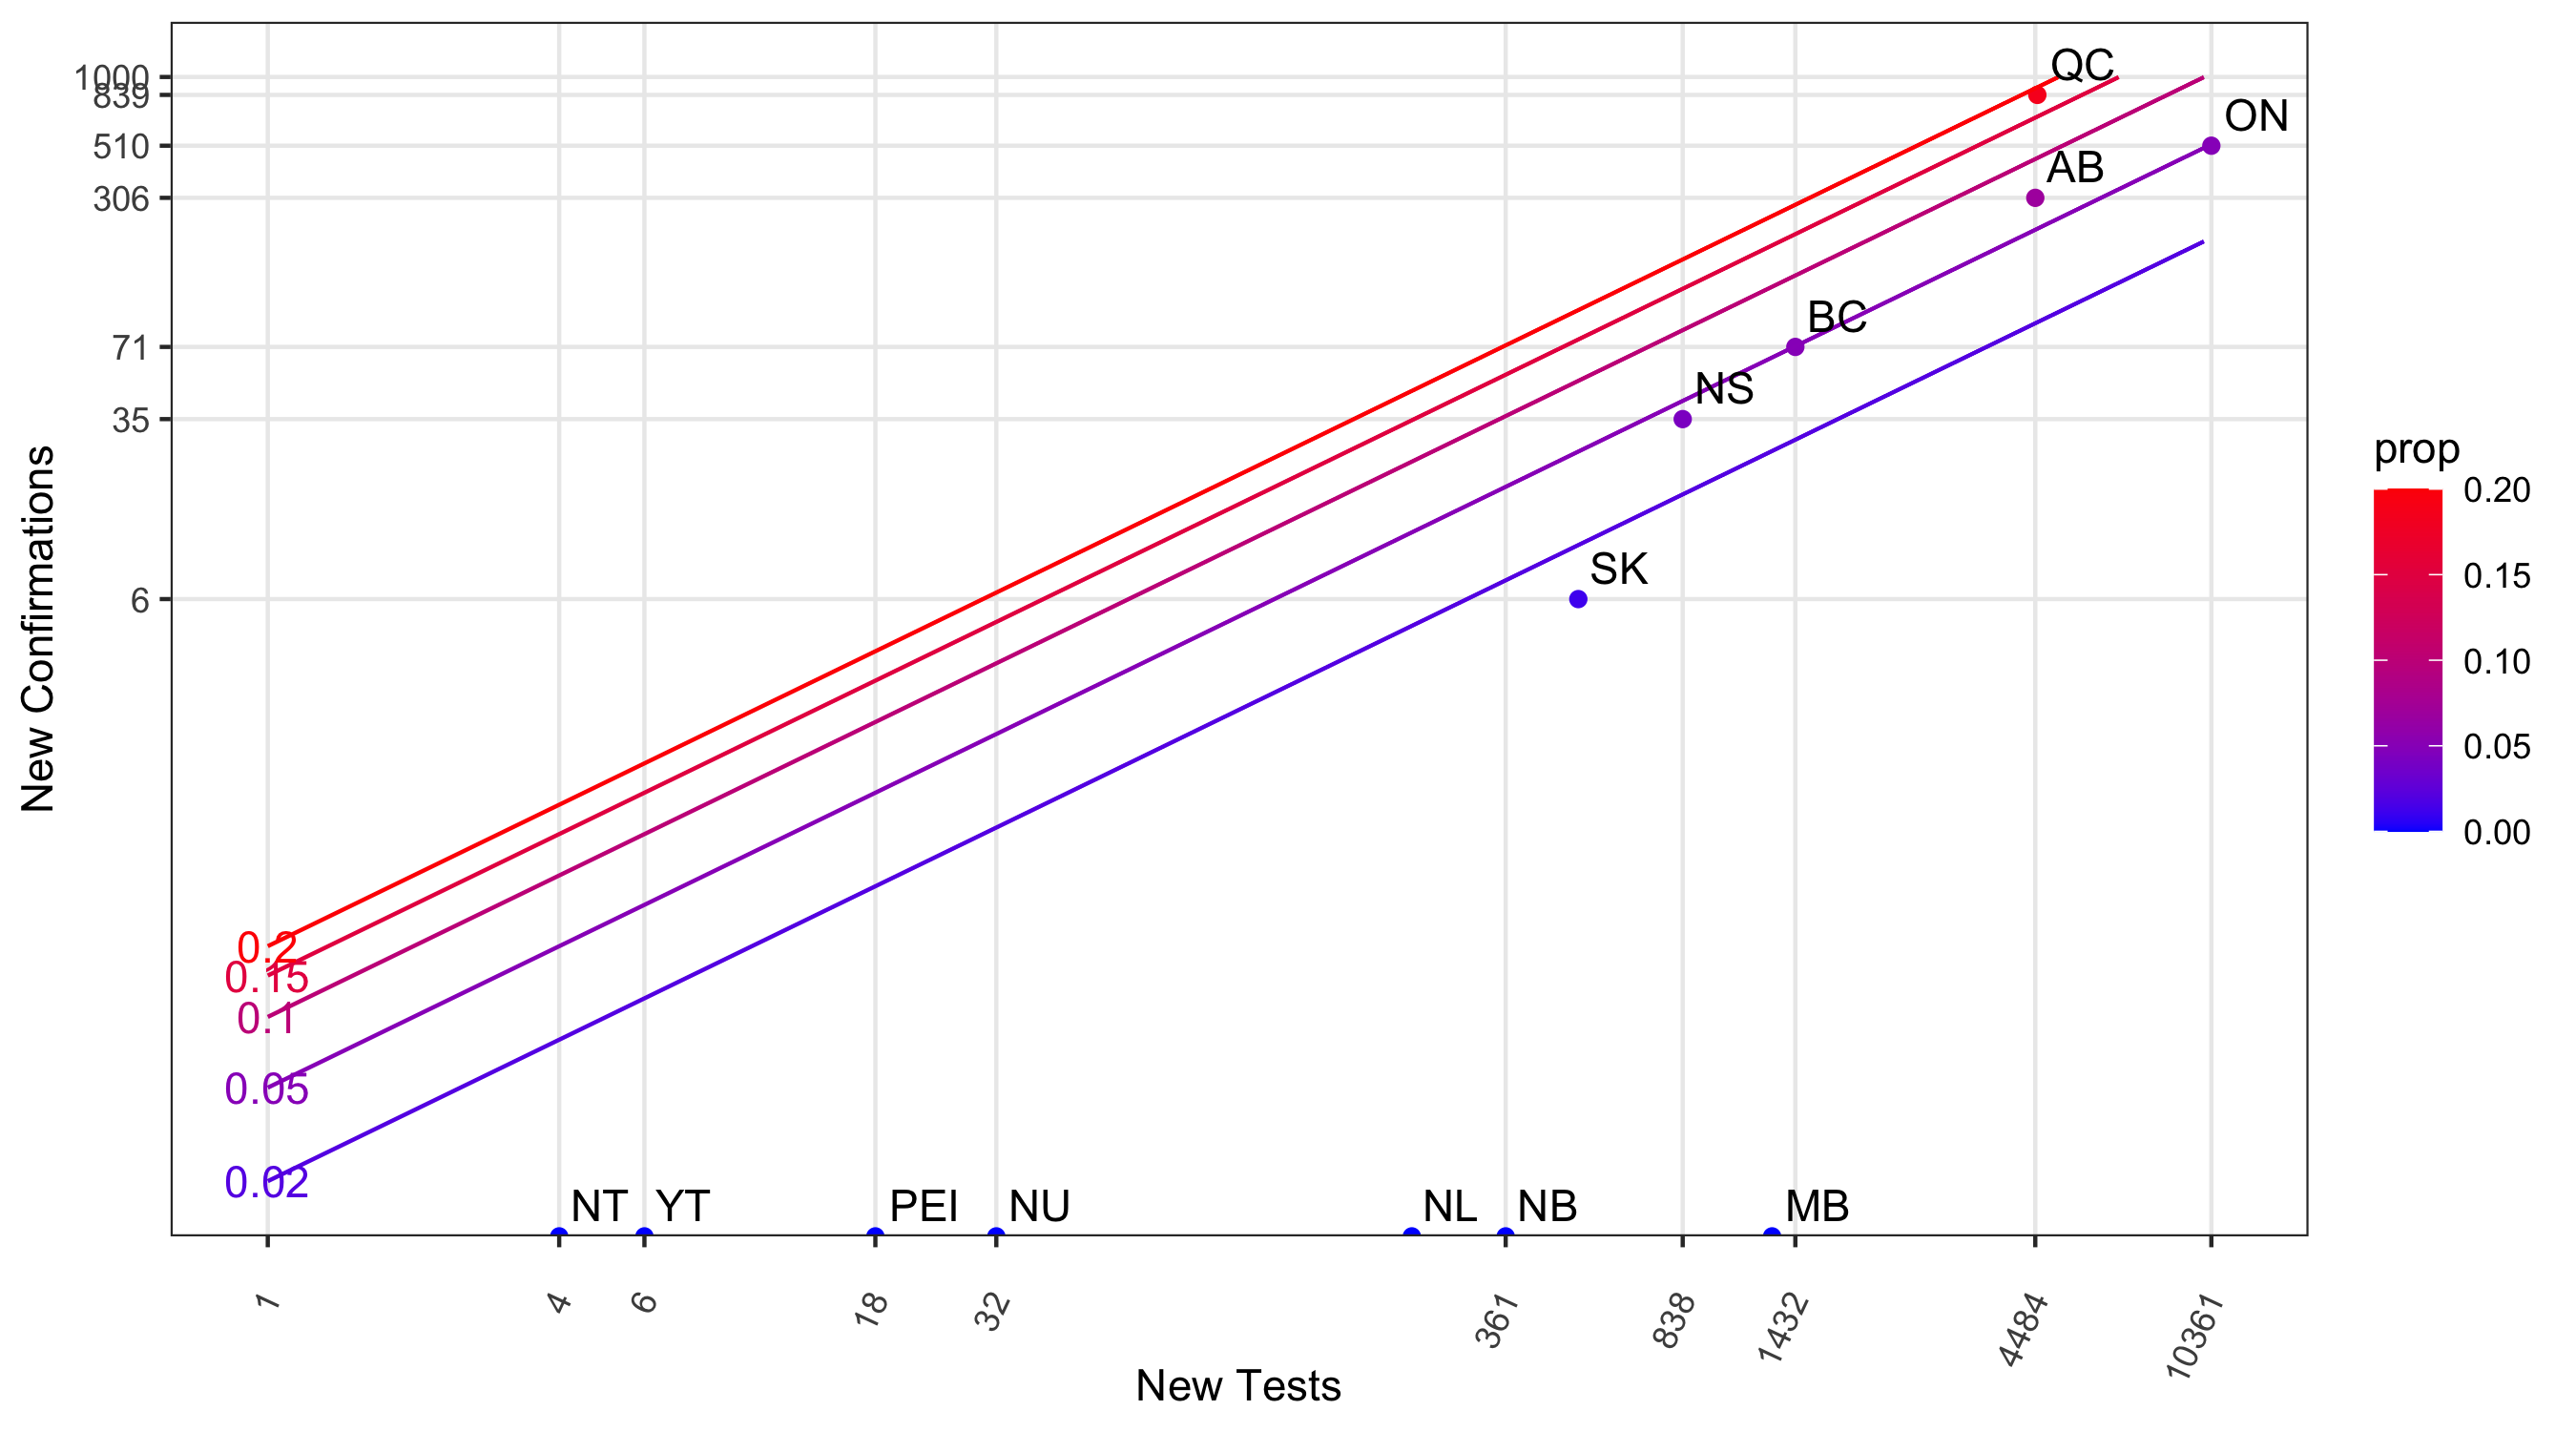 1000
839
510
306
71
35
6
New Confirmations
QC
ON
AB
BC
NS
SK
0.2
0.15
0.1
0.05
0.02
NT YT PEI NU NL NB MB
1 4 6 18 32 361 838 1432 4484 10361
New Tests
prop
0.20
0.15
0.10
0.05
0.00